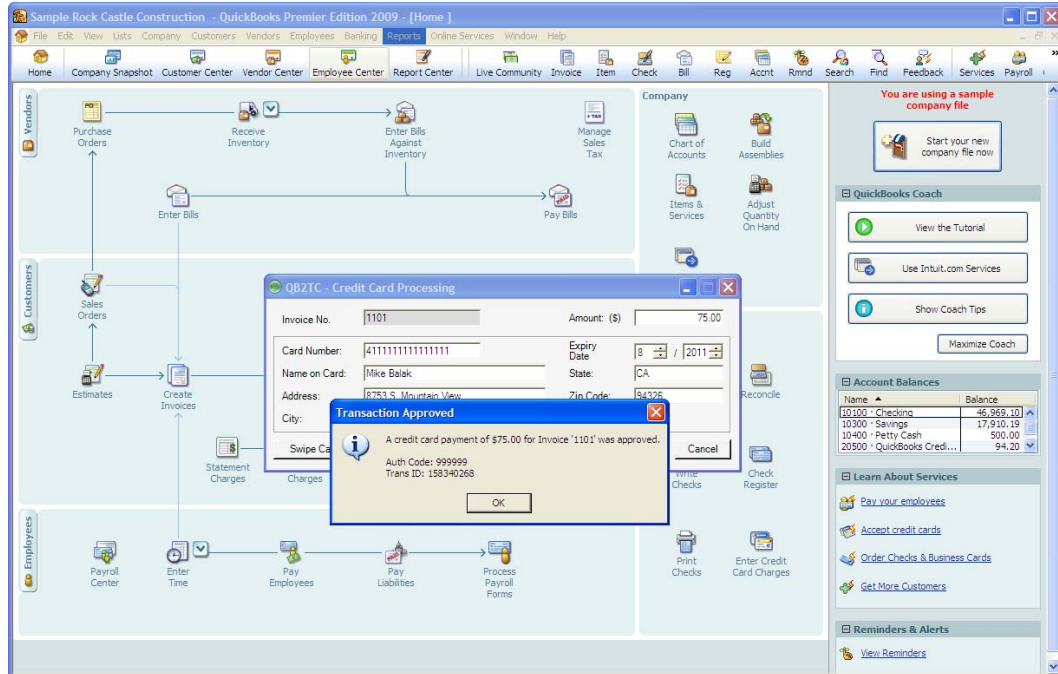 Sample Rock Castle Construction - QuickBooks Premier Edition 2009 - [Home ]
File Edit View Lists Company Customers Vendors Employees Banking Reports Online Services Window Help
Home Company Snapshot Customer Center Vendor Center Employee Center Report Center Live Community Invoice Item Check Bill Reg Accnt Rmnd Search Find Feedback Services Payroll
Vendors
PO
Purchase
Orders
Receive
Inventory
Enter Bills
Against
Inventory
+ TAX
Manage
Sales
Tax
Enter Bills
Pay Bills
Customers
Sales
Orders
Estimates
Create
Invoices
Statement
Charges
Charges
Employees
Payroll
Center
Enter
Time
Pay
Employees
Pay
Liabilities
Process
Payroll
Forms
Company
Chart of
Accounts
Build
Assemblies
Items &
Services
Adjust
Quantity
On Hand
Reconcile
Write
Checks
Check
Register
Print
Checks
Enter Credit
Card Charges
QB2TC - Credit Card Processing
Invoice No. 1101 Amount: ($) 75.00
Card Number: 4111111111111111 Expiry Date 8 / 2011
Name on Card: Mike Balak State: CA
Address: 8753 S. Mountain View Zip Code: 94326
City:
Swipe Ca
Cancel
Transaction Approved
A credit card payment of $75.00 for Invoice '1101' was approved.
Auth Code: 999999
Trans ID: 158340268
OK
You are using a sample
company file
Start your new
company file now
QuickBooks Coach
View the Tutorial
Use Intuit.com Services
Show Coach Tips
Maximize Coach
Account Balances
Name Balance
10100 · Checking 46,969.10
10300 · Savings 17,910.19
10400 · Petty Cash 500.00
20500 · QuickBooks Credi... 94.20
Learn About Services
Pay your employees
Accept credit cards
Order Checks & Business Cards
Get More Customers
Reminders & Alerts
View Reminders